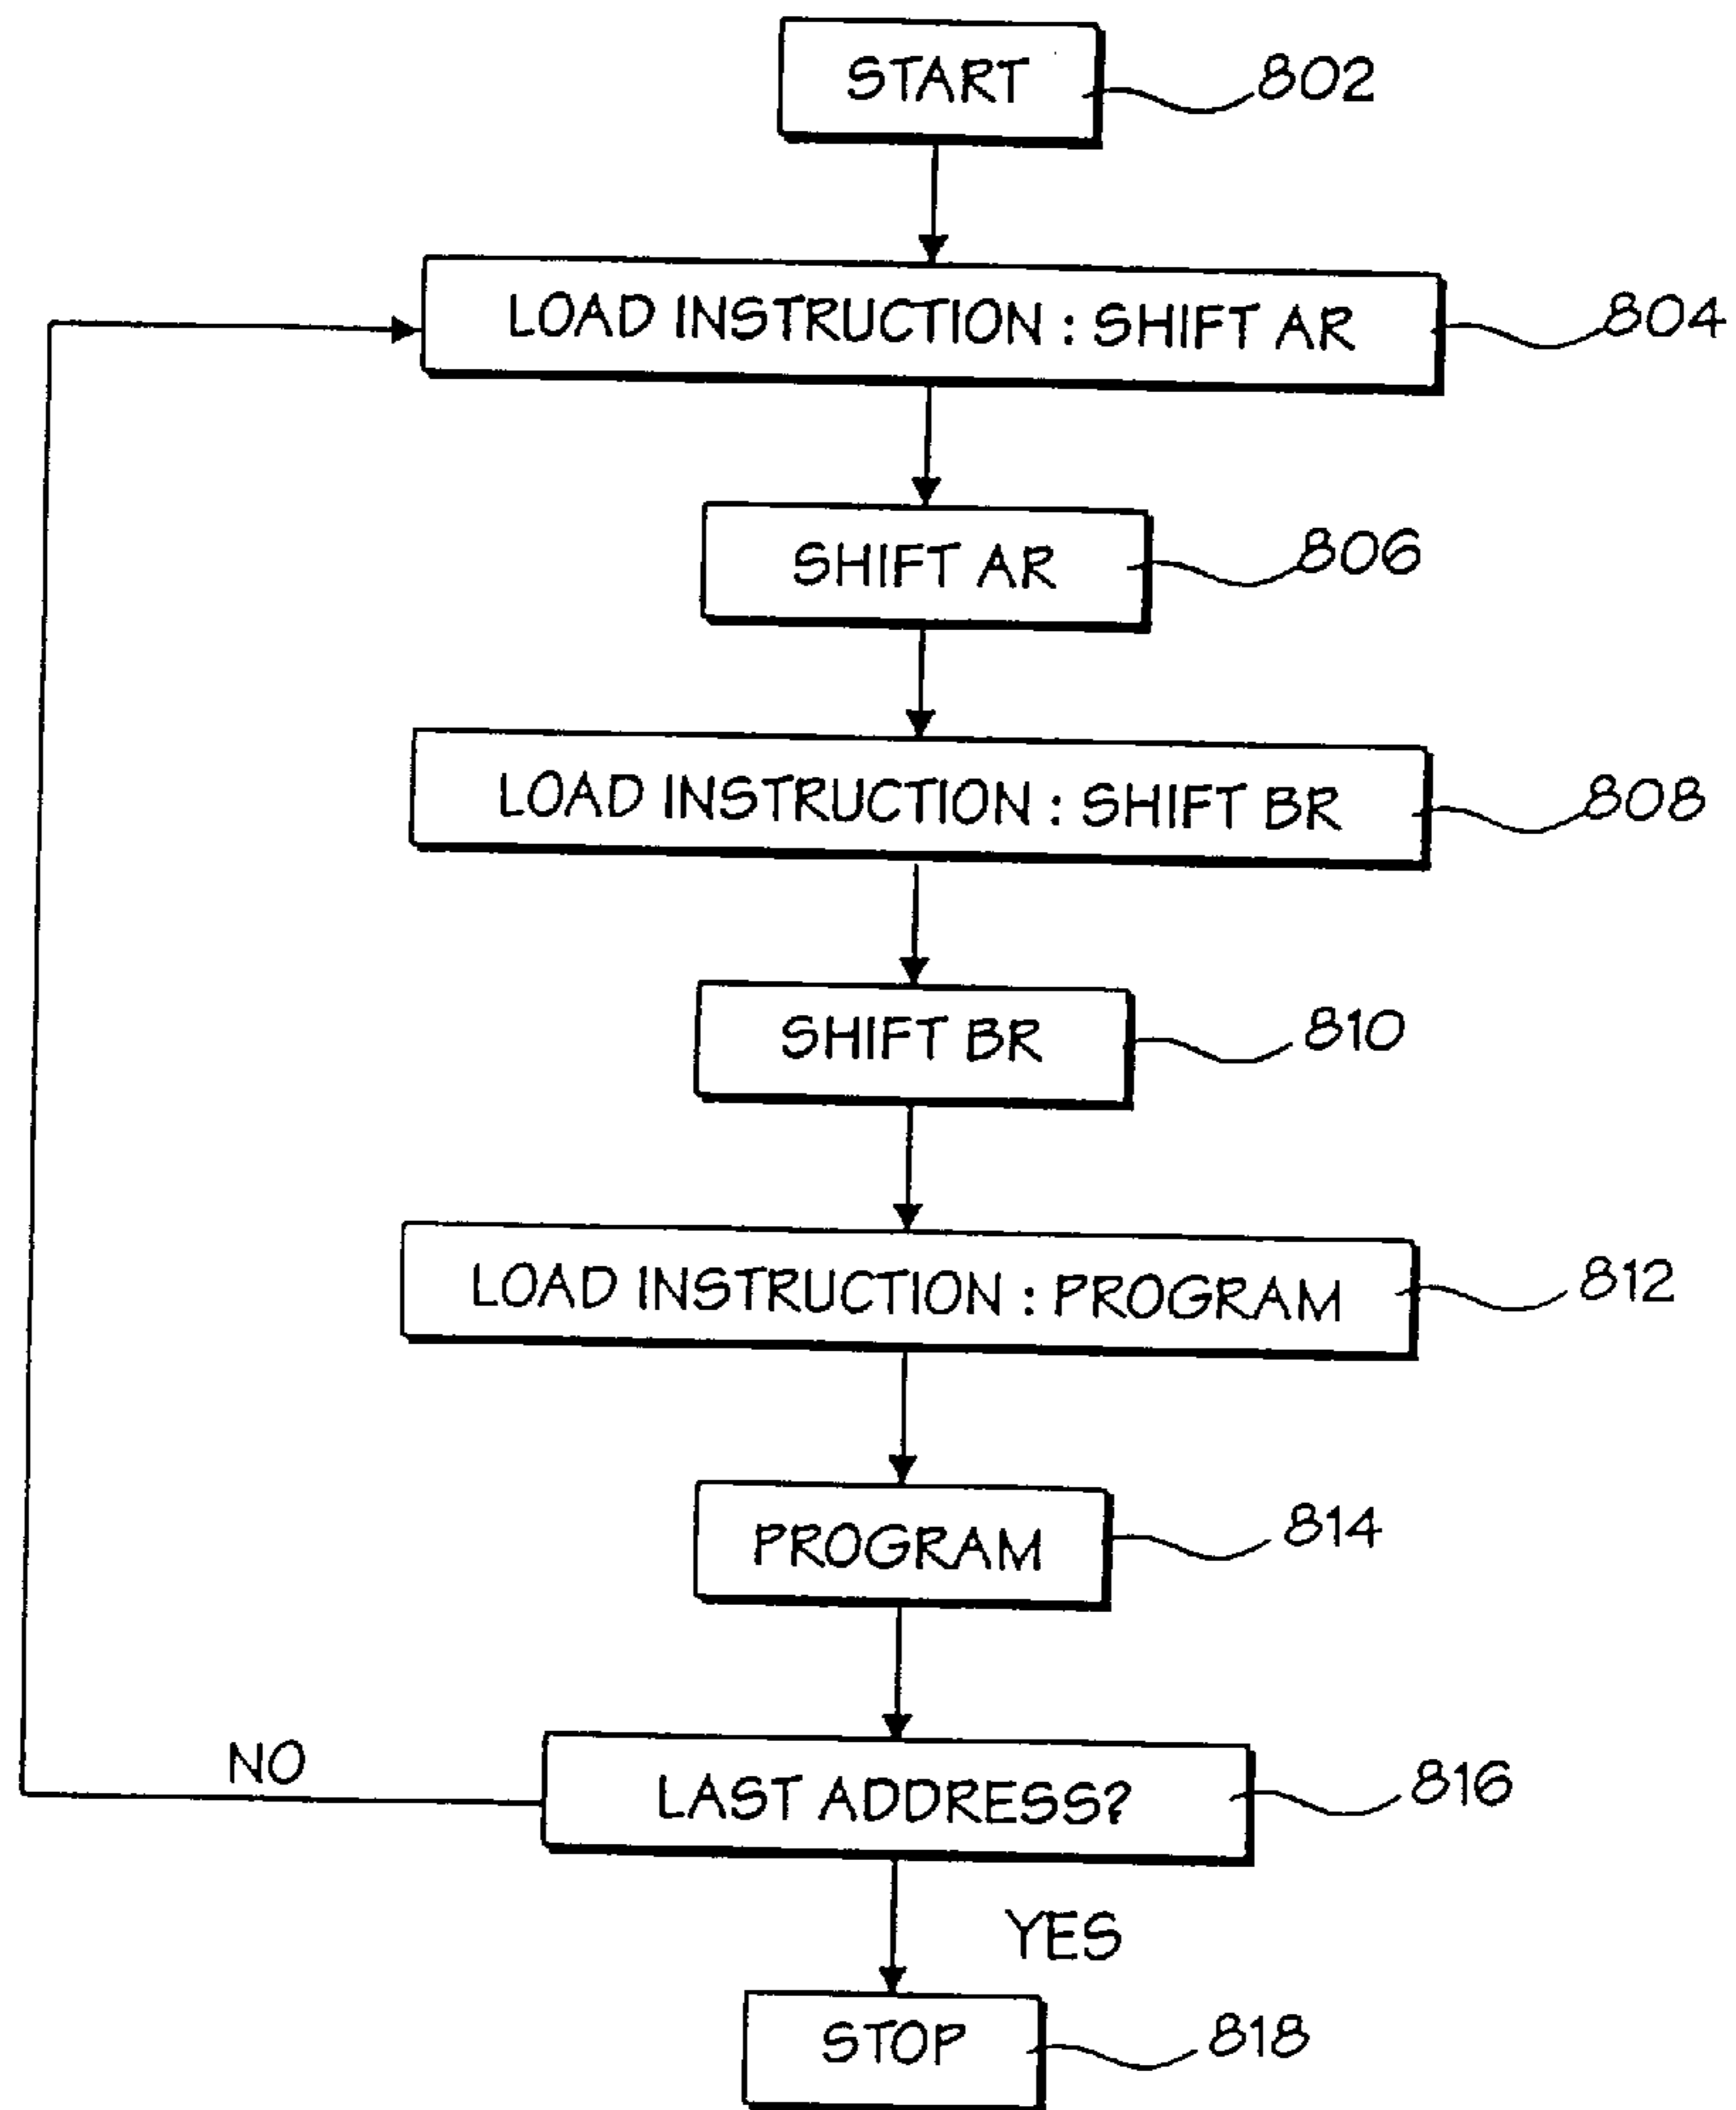 START
802
LOAD INSTRUCTION : SHIFT AR
804
SHIFT AR
806
LOAD INSTRUCTION : SHIFT BR
808
SHIFT BR
810
LOAD INSTRUCTION : PROGRAM
812
PROGRAM
814
NO
LAST ADDRESS?
816
YES
STOP
818